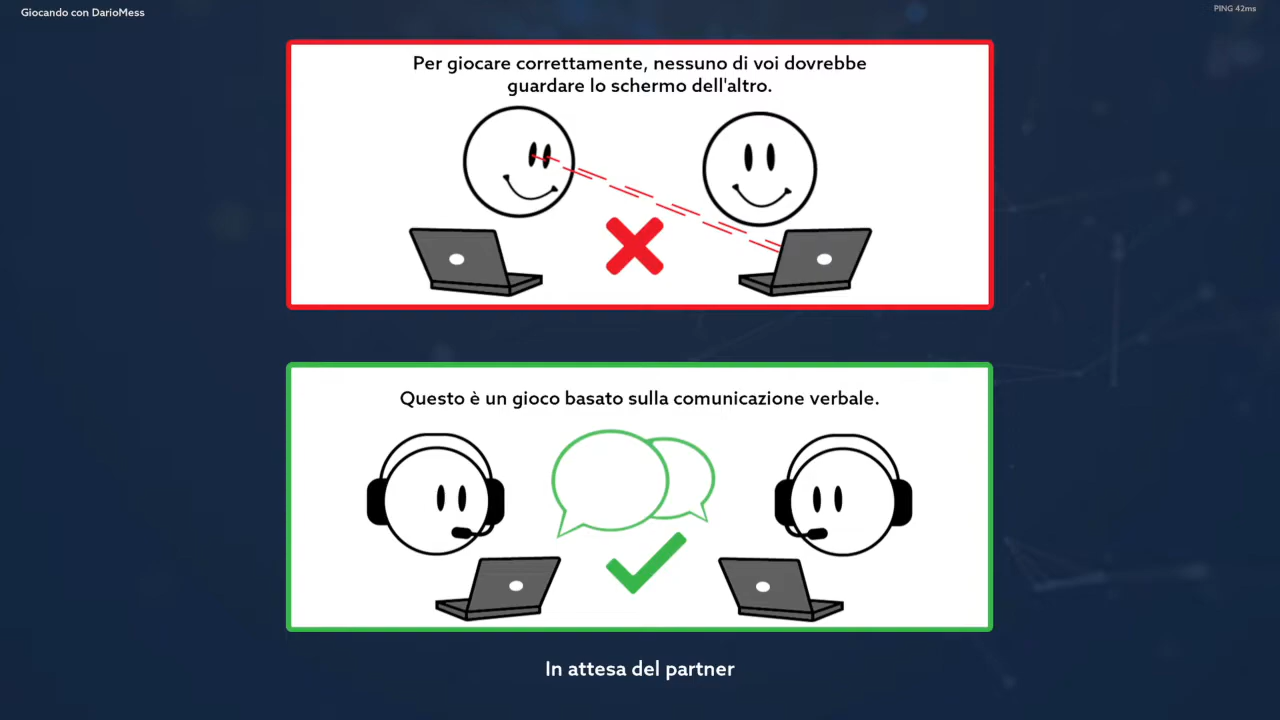 Giocando con DarioMess
PING 42ms
Per giocare correttamente, nessuno di voi dovrebbe
guardare lo schermo dell'altro.
Questo è un gioco basato sulla comunicazione verbale.
In attesa del partner